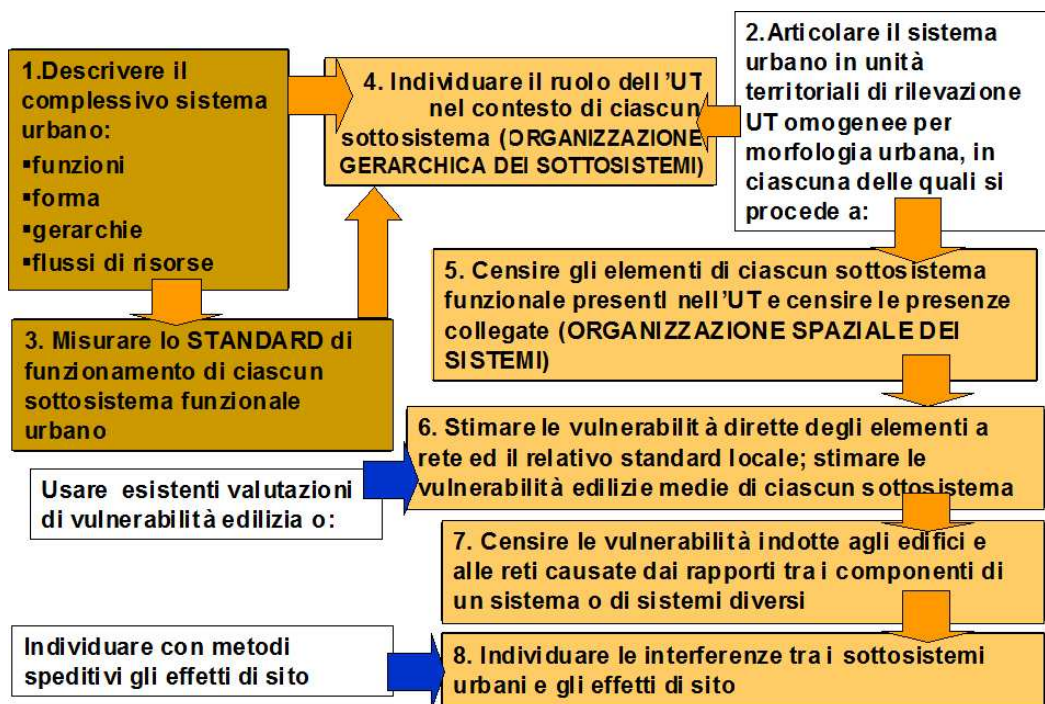 1.Descrivere il
complessivo sistema
urbano:
▪funzioni
▪forma
▪gerarchie
▪flussi di risorse
2.Articolare il sistema
urbano in unità
territoriali di rilevazione
UT omogenee per
morfologia urbana, in
ciascuna delle quali si
procede a:
3. Misurare lo STANDARD di
funzionamento di ciascun
sottosistema funzionale
urbano
4. Individuare il ruolo dell'UT
nel contesto di ciascun
sottosistema (ORGANIZZAZIONE
GERARCHICA DEI SOTTOSISTEMI)
5. Censire gli elementi di ciascun sottosistema
funzionale presentI nell'UT e censire le presenze
collegate (ORGANIZZAZIONE SPAZIALE DEI
SISTEMI)
Usare esistenti valutazioni
di vulnerabilità edilizia o:
6. Stimare le vulnerabilit à dirette degli elementi a
rete ed il relativo standard locale; stimare le
vulnerabilità edilizie medie di ciascun sottosistema
7. Censire le vulnerabilità indotte agli edifici e
alle reti causate dai rapporti tra i componenti di
un sistema o di sistemi diversi
Individuare con metodi
speditivi gli effetti di sito
8. Individuare le interferenze tra i sottosistemi
urbani e gli effetti di sito